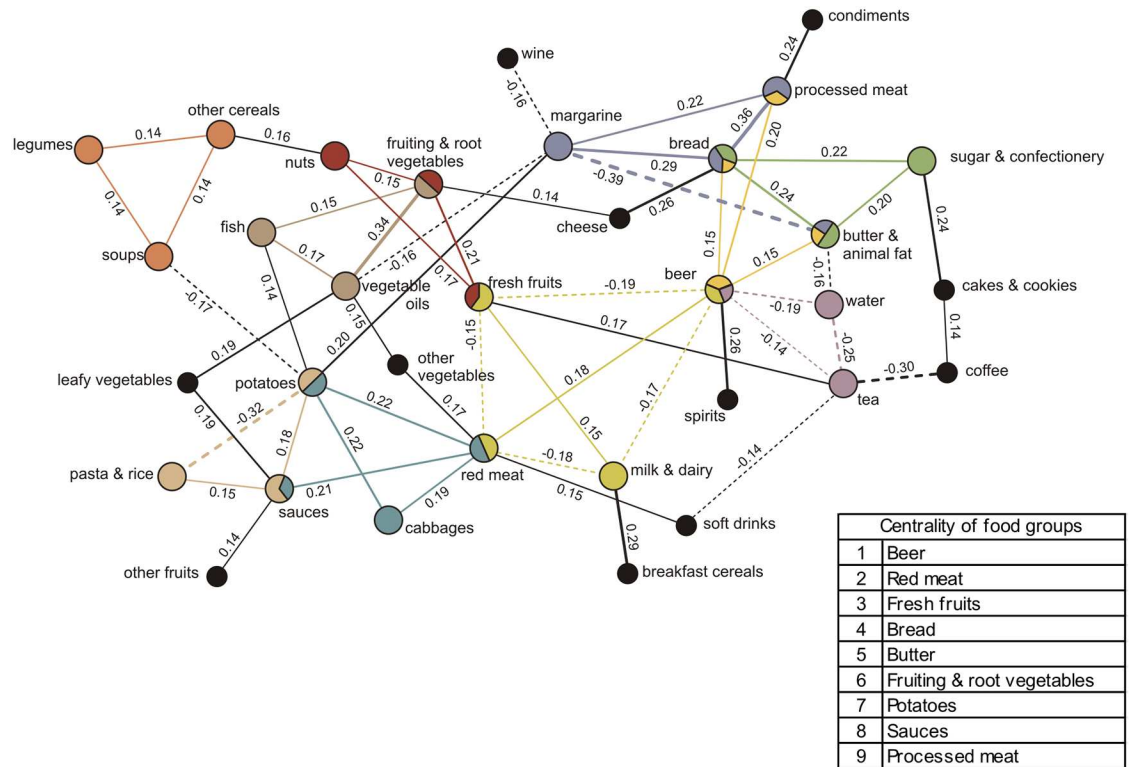 condiments
wine
0.24
-0.16
processed meat
other cereals
margarine
0.22
legumes
0.14
0.16
fruiting & root
vegetables
bread
0.36
0.20
nuts
0.22
sugar & confectionery
0.15
0.29
-0.39
0.14
0.14
0.15
0.14
0.26
0.24
0.20
fish
0.34
cheese
0.24
butter &
animal fat
soups
0.17
-0.16
0.21
0.17
0.15
0.15
-0.16
beer
vegetable
oils
fresh fruits
-0.19
cakes & cookies
water
-0.17
0.14
0.15
-0.15
0.17
-0.19
-0.25
0.14
0.20
0.26
-0.14
0.19
other
vegetables
leafy vegetables
potatoes
0.18
-0.30
coffee
tea
-0.17
spirits
0.19
-0.32
0.22
0.17
0.22
0.18
0.15
-0.14
pasta & rice
-0.18
milk & dairy
red meat
0.15
0.21
0.19
0.15
sauces
cabbages
soft drinks
0.14
0.29
other fruits
breakfast cereals
Centrality of food groups
1 Beer
2 Red meat
3 Fresh fruits
4 Bread
5 Butter
6 Fruiting & root vegetables
7 Potatoes
8 Sauces
9 Processed meat